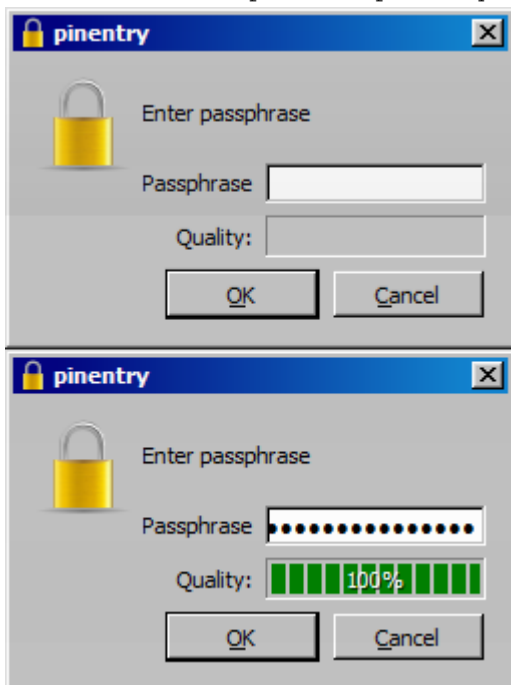 pinentry
Enter passphrase
Passphrase
Quality:
OK
Cancel
pinentry
Enter passphrase
Passphrase ●●●●●●●●●●●●●●●
Quality: 100%
OK
Cancel